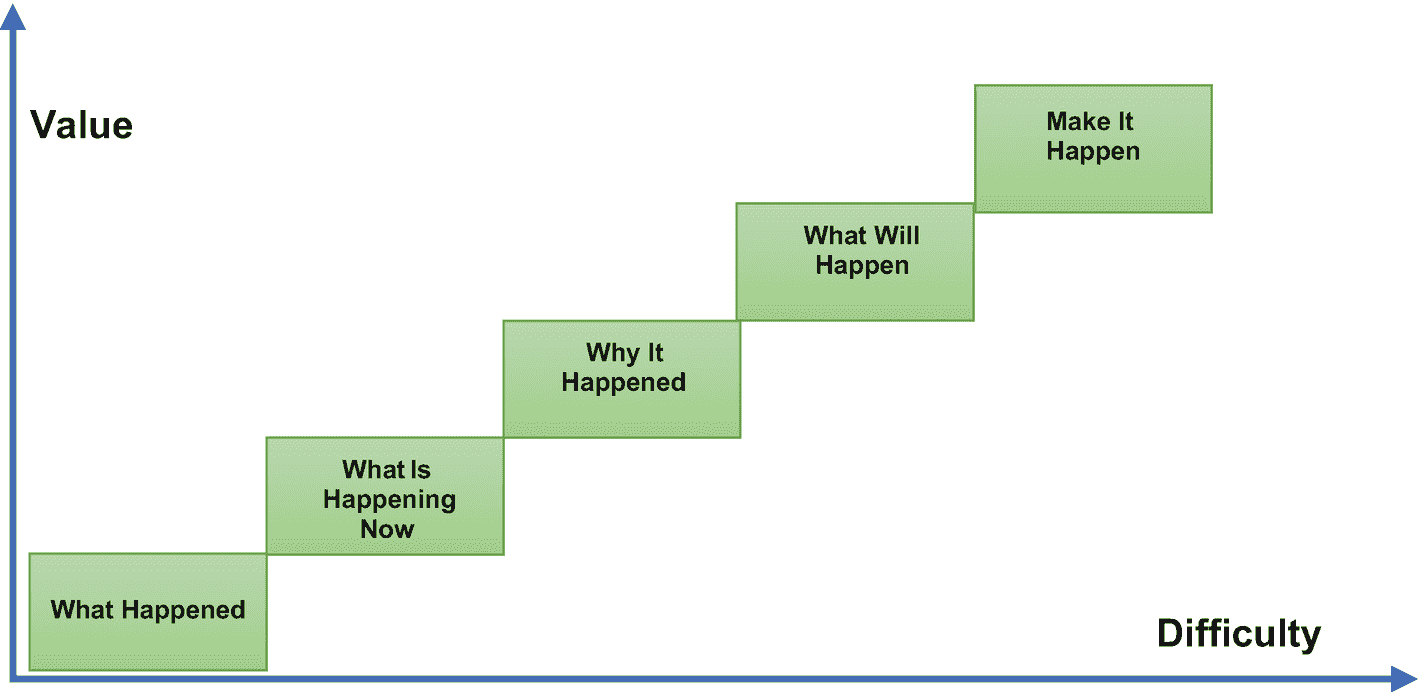 Value
Make It
Happen
What Will
Happen
Why It
Happened
What Is
Happening
Now
What Happened
Difficulty